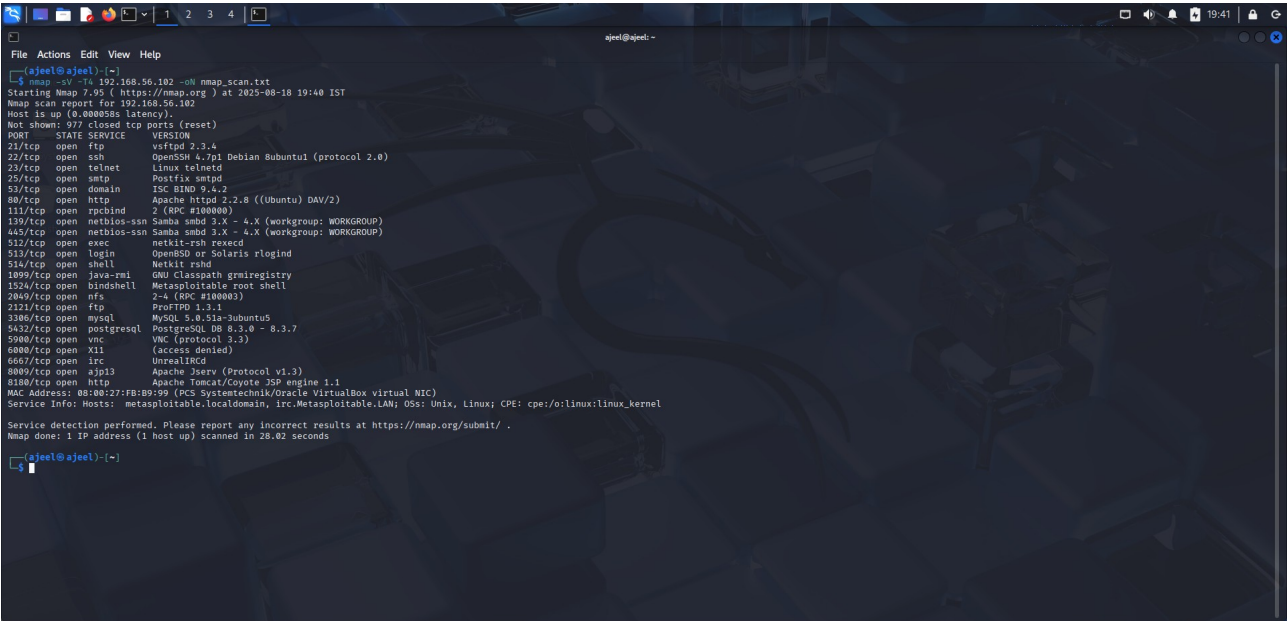 1 2 3 4
19:41
ajeel@ajeel: ~
File Actions Edit View Help
┌──(ajeel㉿ajeel)-[~]
└─$ nmap -sV -T4 192.168.56.102 -oN nmap_scan.txt
Starting Nmap 7.95 ( https://nmap.org ) at 2025-08-18 19:40 IST
Nmap scan report for 192.168.56.102
Host is up (0.000058s latency).
Not shown: 977 closed tcp ports (reset)
PORT     STATE SERVICE     VERSION
21/tcp   open  ftp         vsftpd 2.3.4
22/tcp   open  ssh         OpenSSH 4.7p1 Debian 8ubuntu1 (protocol 2.0)
23/tcp   open  telnet      Linux telnetd
25/tcp   open  smtp        Postfix smtpd
53/tcp   open  domain      ISC BIND 9.4.2
80/tcp   open  http        Apache httpd 2.2.8 ((Ubuntu) DAV/2)
111/tcp  open  rpcbind     2 (RPC #100000)
139/tcp  open  netbios-ssn Samba smbd 3.X - 4.X (workgroup: WORKGROUP)
445/tcp  open  netbios-ssn Samba smbd 3.X - 4.X (workgroup: WORKGROUP)
512/tcp  open  exec        netkit-rsh rexecd
513/tcp  open  login       OpenBSD or Solaris rlogind
514/tcp  open  shell       Netkit rshd
1099/tcp open  java-rmi    GNU Classpath grmiregistry
1524/tcp open  bindshell   Metasploitable root shell
2049/tcp open  nfs         2-4 (RPC #100003)
2121/tcp open  ftp         ProFTPD 1.3.1
3306/tcp open  mysql       MySQL 5.0.51a-3ubuntu5
5432/tcp open  postgresql  PostgreSQL DB 8.3.0 - 8.3.7
5900/tcp open  vnc         VNC (protocol 3.3)
6000/tcp open  X11         (access denied)
6667/tcp open  irc         UnrealIRCd
8009/tcp open  ajp13       Apache Jserv (Protocol v1.3)
8180/tcp open  http        Apache Tomcat/Coyote JSP engine 1.1
MAC Address: 08:00:27:FB:B9:99 (PCS Systemtechnik/Oracle VirtualBox virtual NIC)
Service Info: Hosts:  metasploitable.localdomain, irc.Metasploitable.LAN; OSs: Unix, Linux; CPE: cpe:/o:linux:linux_kernel
Service detection performed. Please report any incorrect results at https://nmap.org/submit/ .
Nmap done: 1 IP address (1 host up) scanned in 28.02 seconds
┌──(ajeel㉿ajeel)-[~]
└─$